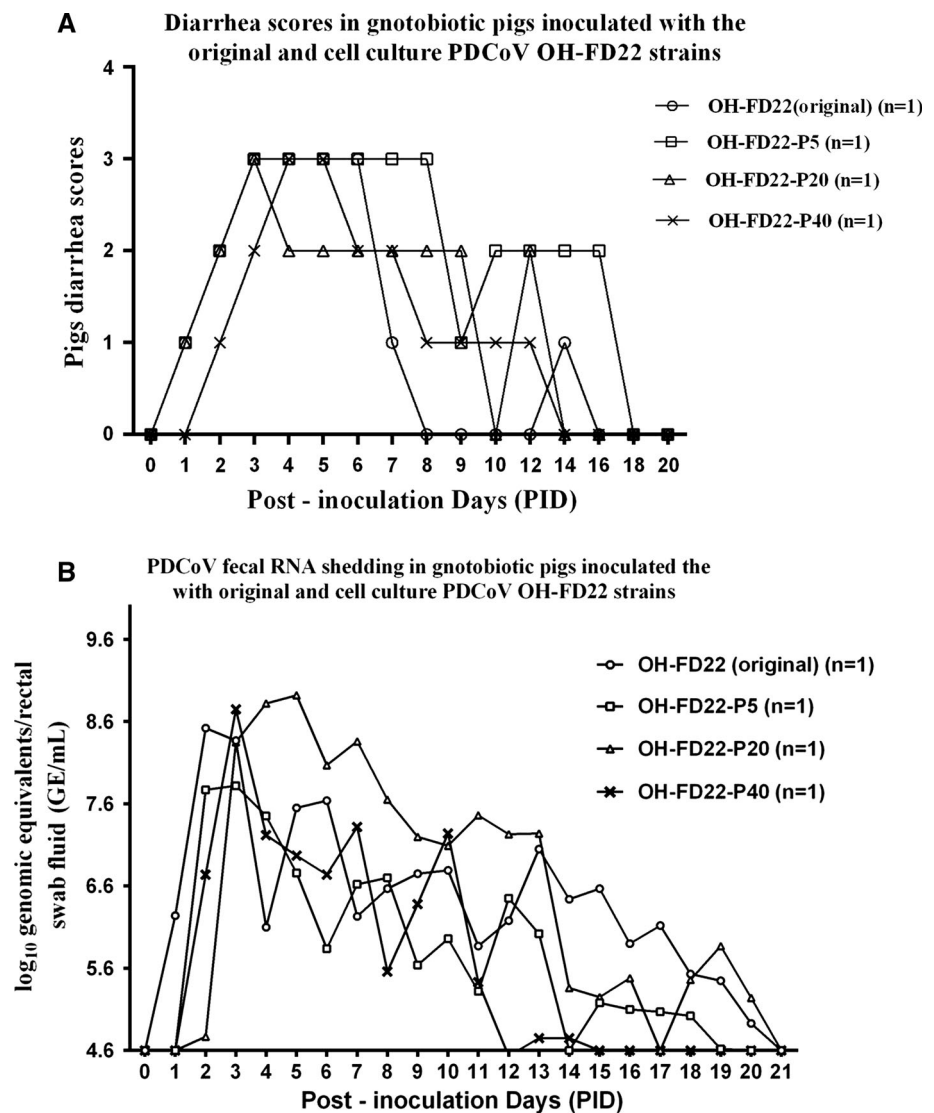 A
Diarrhea scores in gnotobiotic pigs inoculated with the
original and cell culture PDCoV OH-FD22 strains
4
3
2
1
0
Pigs diarrhea scores
OH-FD22(original) (n=1)
OH-FD22-P5 (n=1)
OH-FD22-P20 (n=1)
OH-FD22-P40 (n=1)
0 1 2 3 4 5 6 7 8 9 10 12 14 16 18 20
Post - inoculation Days (PID)
B
PDCoV fecal RNA shedding in gnotobiotic pigs inoculated the
with original and cell culture PDCoV OH-FD22 strains
9.6
8.6
7.6
6.6
5.6
4.6
log10 genomic equivalents/rectal
swab fluid (GE/mL)
OH-FD22 (original) (n=1)
OH-FD22-P5 (n=1)
OH-FD22-P20 (n=1)
OH-FD22-P40 (n=1)
0 1 2 3 4 5 6 7 8 9 10 11 12 13 14 15 16 17 18 19 20 21
Post - inoculation Days (PID)